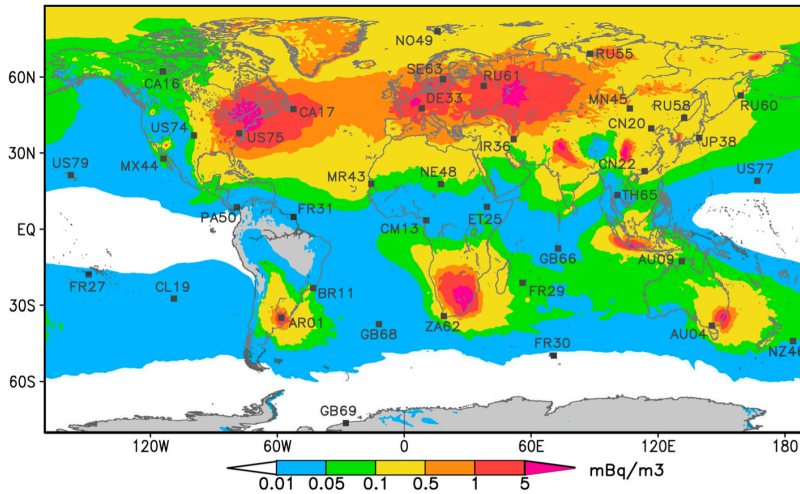 NO49
RU55
60N
CA16
SE63
RU61
DE33
CA17
MN45
RU58
RU60
US74
US75
CN20
IR36
JP38
30N
MX44
CN22
US79
MR43
NE48
US77
TH65
PA50
FR31
ET25
EQ
CM13
GB66
AU09
FR27
CL19
BR11
FR29
30S
AR01
GB68
ZA62
AU04
FR30
NZ46
60S
GB69
120W 60W 0 60E 120E 180
0.01 0.05 0.1 0.5 1 5 mBq/m3